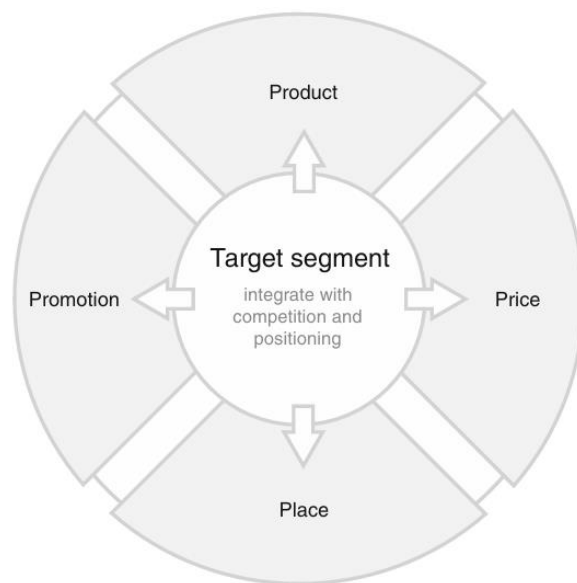 Product
Target segment
integrate with
competition and
positioning
Promotion
Price
Place